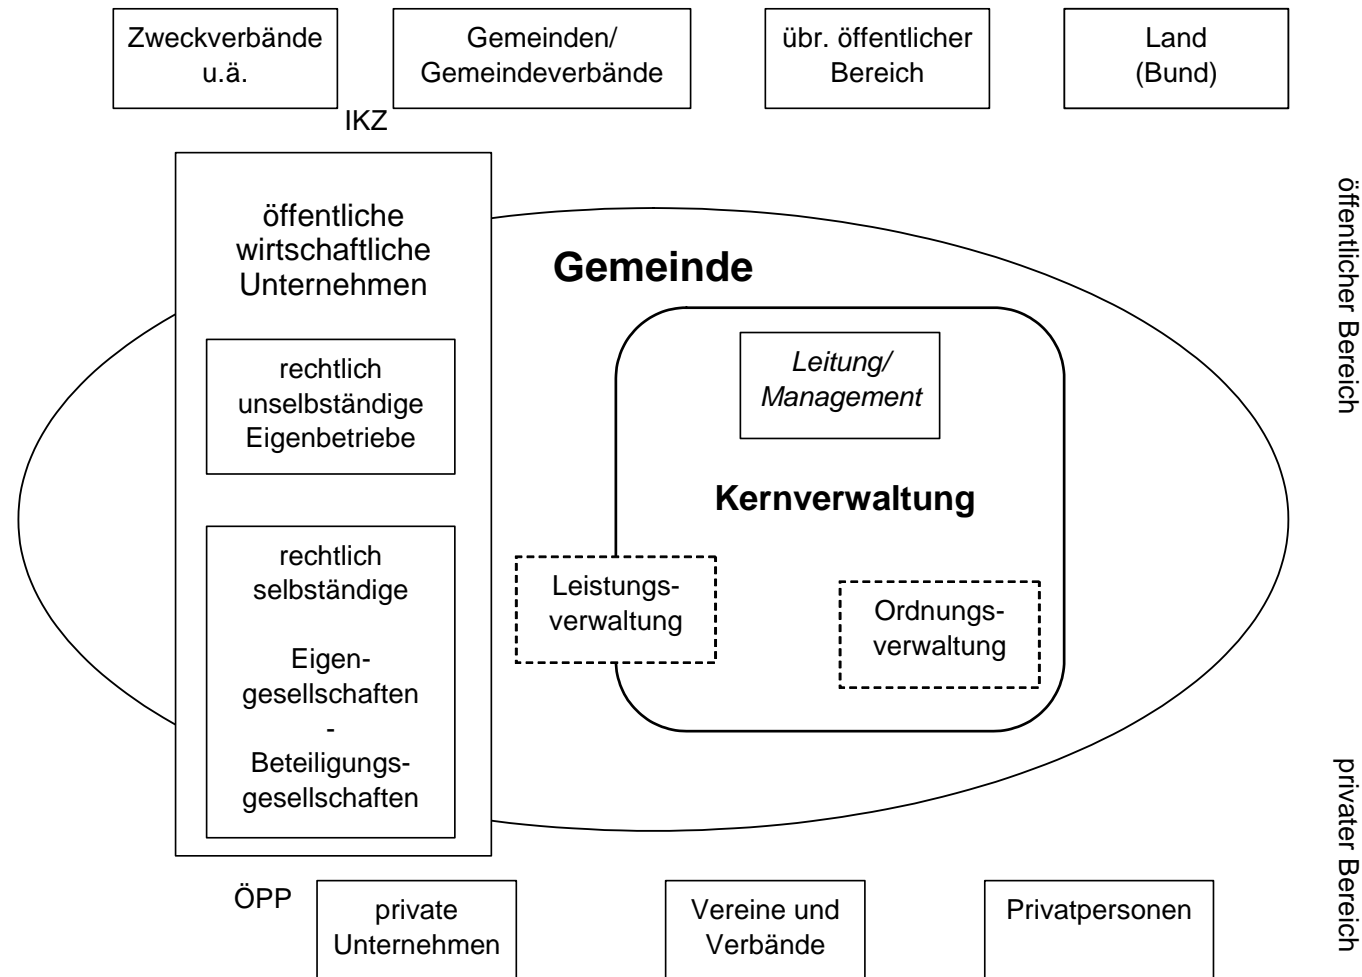 Zweckverbände
u.ä.
Gemeinden/
Gemeindeverbände
übr. öffentlicher
Bereich
Land
(Bund)
IKZ
öffentlicher Bereich
öffentliche
wirtschaftliche
Unternehmen
Gemeinde
rechtlich
unselbständige
Eigenbetriebe
Leitung/
Management
Kernverwaltung
rechtlich
selbständige
Eigen-
gesellschaften
-
Beteiligungs-
gesellschaften
Leistungs-
verwaltung
Ordnungs-
verwaltung
privater Bereich
ÖPP
private
Unternehmen
Vereine und
Verbände
Privatpersonen